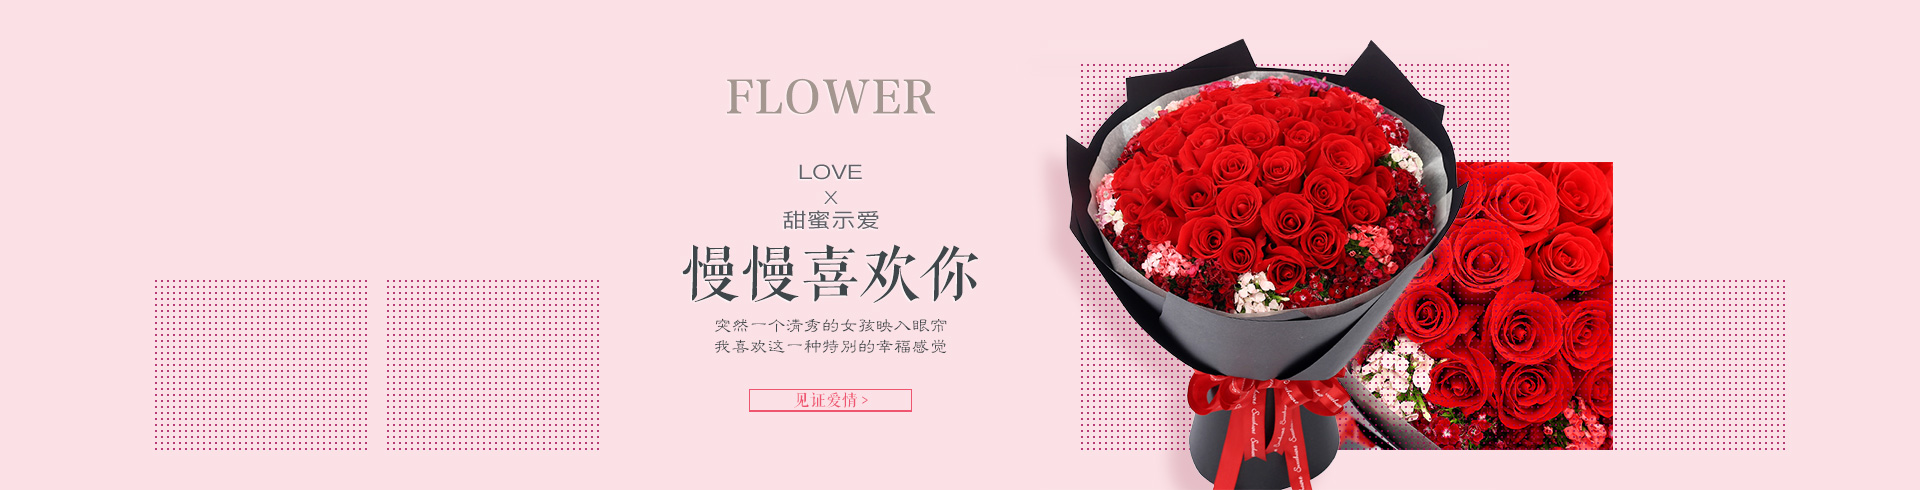 FLOWER
LOVE
X
甜蜜示爱
慢慢喜欢你
突然一个清秀的女孩映入眼帘
我喜欢这一种特别的幸福感觉
见证爱情 >